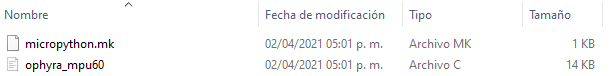 Nombre Fecha de modificación Tipo Tamaño
micropython.mk 02/04/2021 05:01 p. m. Archivo MK 1 KB
ophyra_mpu60 02/04/2021 05:01 p. m. Archivo C 14 KB